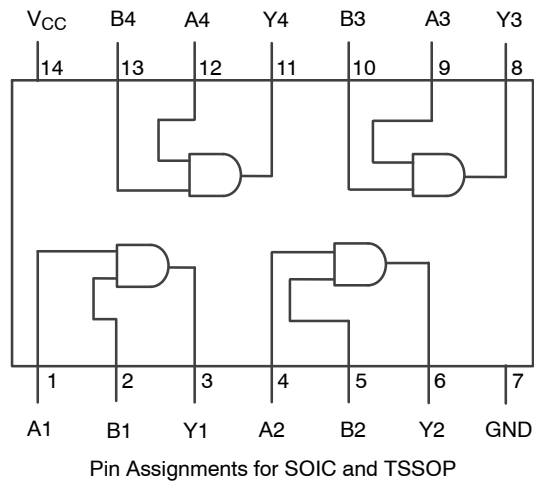 VCC B4 A4 Y4 B3 A3 Y3
14 13 12 11 10 9 8
1 2 3 4 5 6 7
A1 B1 Y1 A2 B2 Y2 GND
Pin Assignments for SOIC and TSSOP